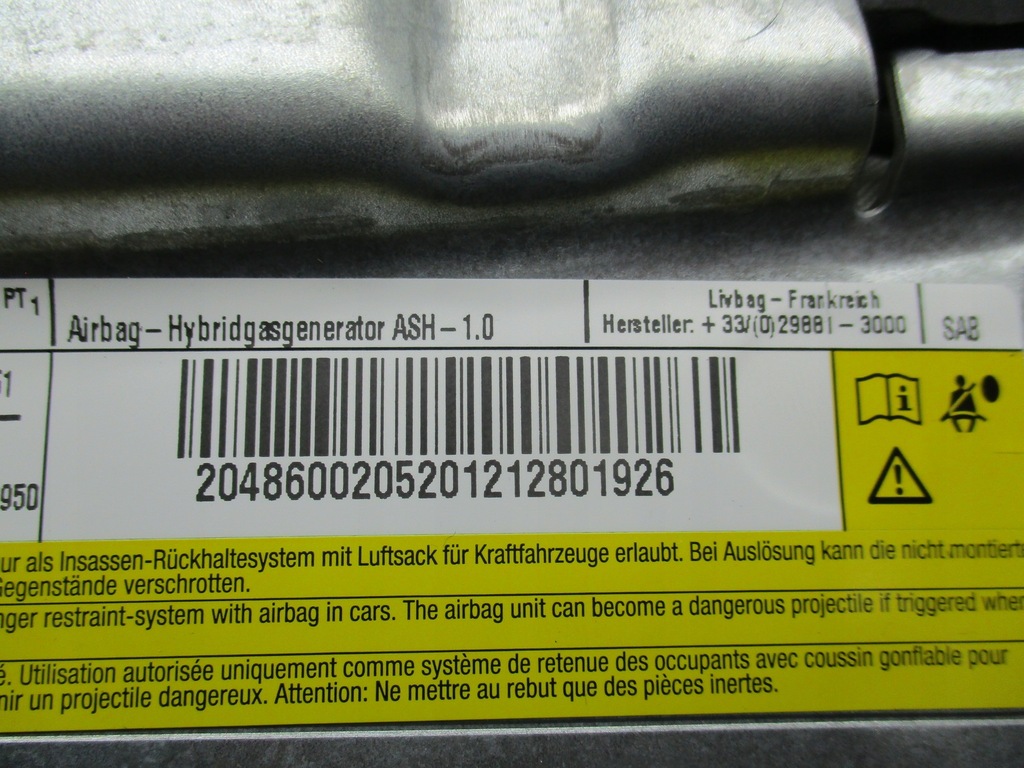 PT1
Airbag-Hybridgasgenerator ASH-1.0
Livbag-Frankreich
Hersteller: +33/(0)29881-3000
SAB
51
950
2048600205201212801926
ur als Insassen-Rückhaltesystem mit Luftsack für Kraftfahrzeuge erlaubt. Bei Auslösung kann die nicht montierte
Gegenstände verschrotten.
nger restraint-system with airbag in cars. The airbag unit can become a dangerous projectile if triggered when
é. Utilisation autorisée uniquement comme système de retenue des occupants avec coussin gonflable pour
nir un projectile dangereux. Attention: Ne mettre au rebut que des pièces inertes.